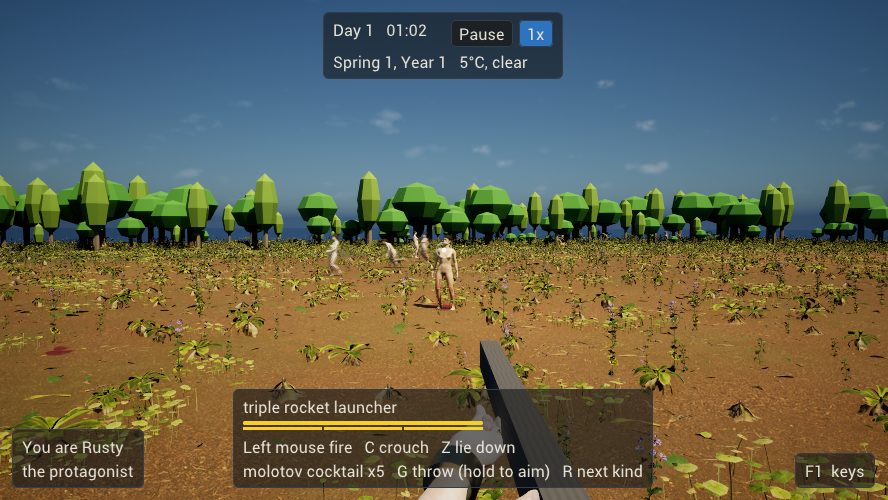 Day 1 01:02 Pause 1x
Spring 1, Year 1 5°C, clear
triple rocket launcher
Left mouse fire C crouch Z lie down
molotov cocktail x5 G throw (hold to aim) R next kind
You are Rusty
the protagonist
F1 keys